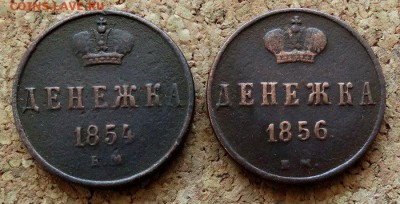 COINS.LAVE.RU
ДЕНЕЖКА
1854
Е.М.
ДЕНЕЖКА
1856
Е.М.